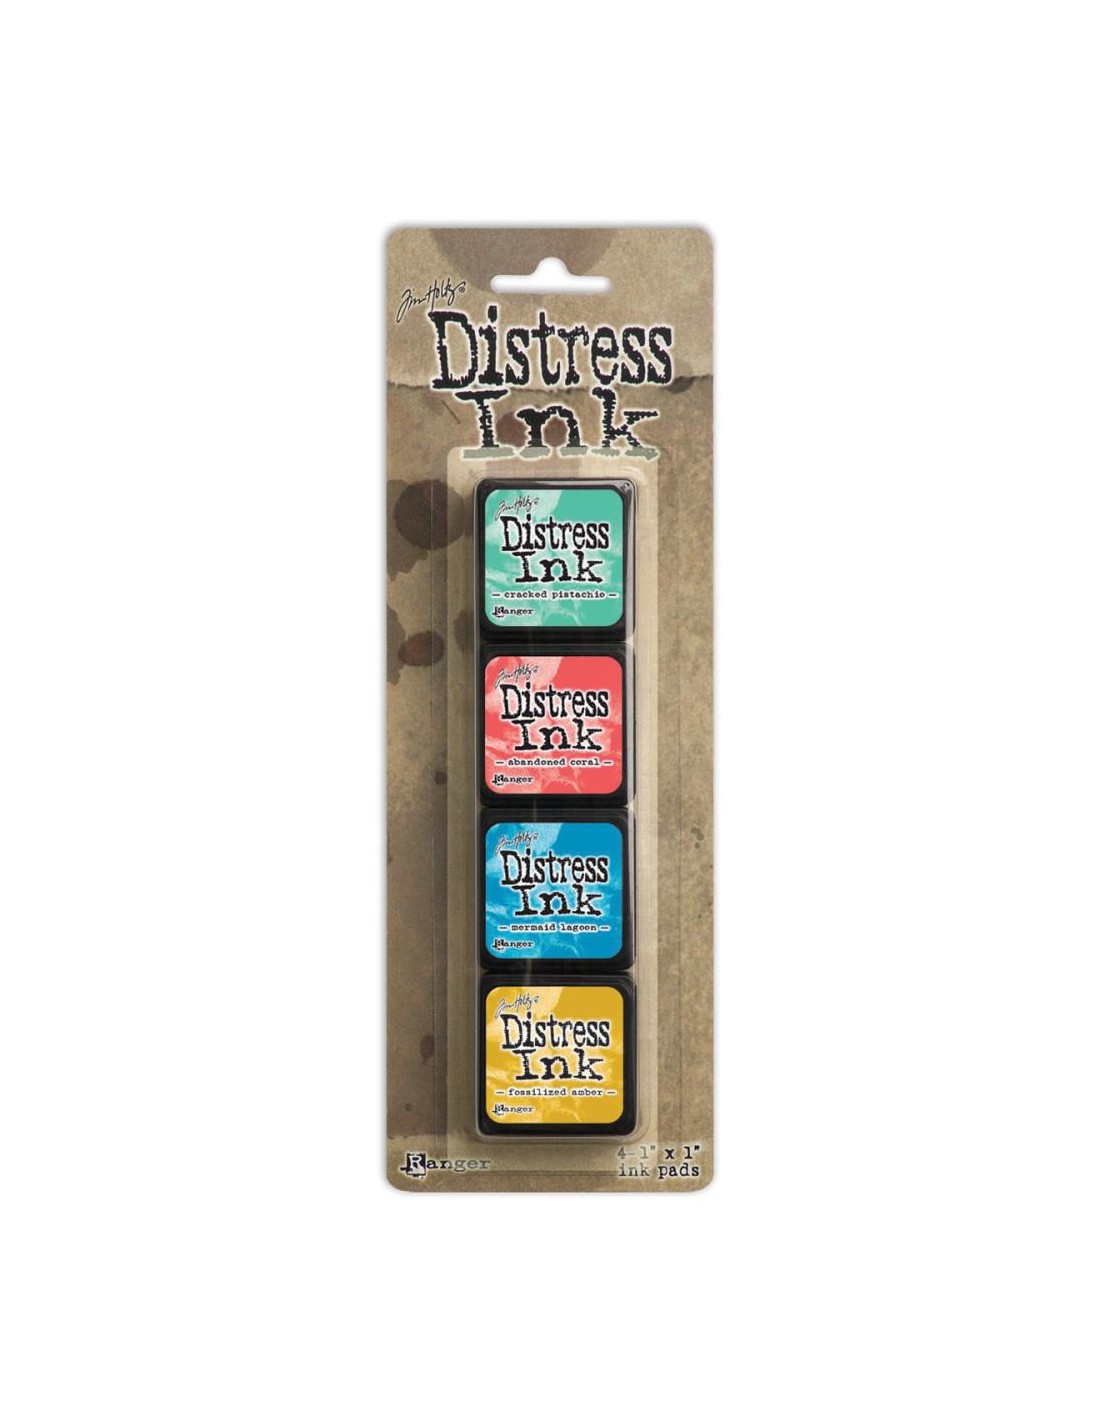 Tim Holtz®
Distress
Ink
Tim Holtz®
Distress
Ink
— cracked pistachio —
Ranger
Tim Holtz®
Distress
Ink
— abandoned coral —
Ranger
Tim Holtz®
Distress
Ink
— mermaid lagoon —
Ranger
Tim Holtz®
Distress
Ink
— fossilized amber —
Ranger
Ranger
4-1" x 1"
ink pads